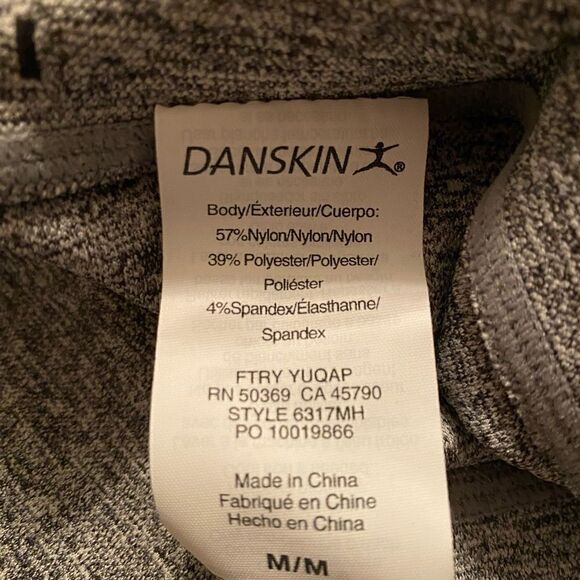 DANSKIN®
Body/Éxterieur/Cuerpo:
57%Nylon/Nylon/Nylon
39% Polyester/Polyester/
Poliéster
4%Spandex/Élasthanne/
Spandex
FTRY YUQAP
RN 50369 CA 45790
STYLE 6317MH
PO 10019866
Made in China
Fabriqué en Chine
Hecho en China
M/M